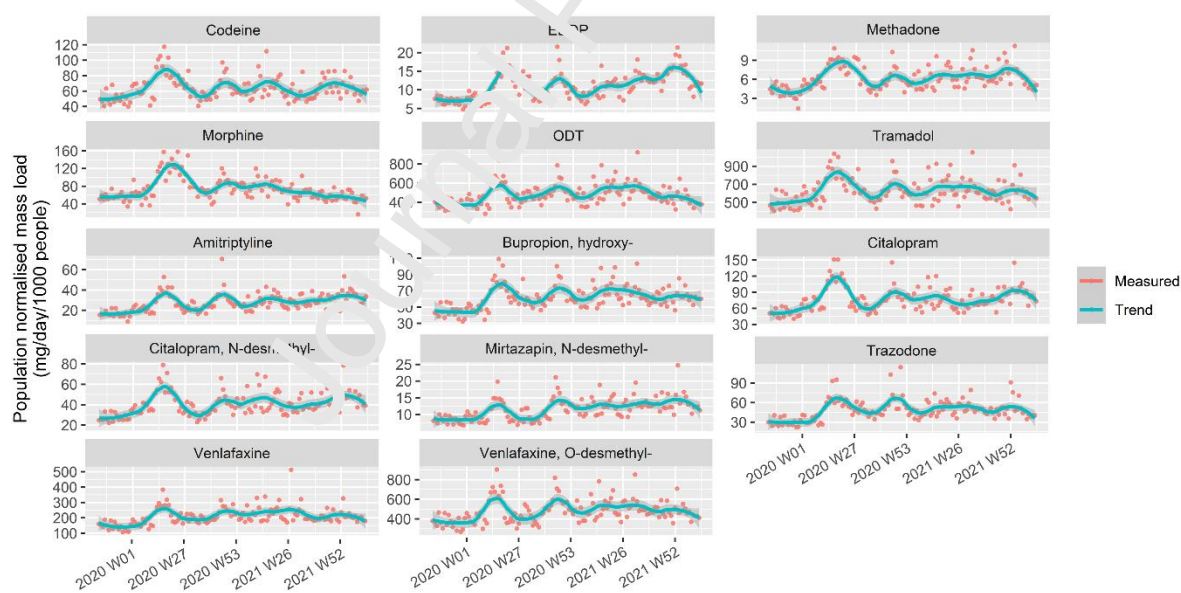 Population normalised mass load
(mg/day/1000 people)
Codeine
120
100
80
60
40
20
15
10
5
Methadone
9
6
3
Morphine
160
120
80
40
ODT
800
600
400
Tramadol
900
700
500
Amitriptyline
60
40
20
Bupropion, hydroxy-
90
70
50
30
Citalopram
150
120
90
60
30
Citalopram, N-desmethyl-
80
60
40
20
Mirtazapin, N-desmethyl-
25
20
15
10
Trazodone
90
60
30
2020 W01
2020 W27
2020 W53
2021 W26
2021 W52
Venlafaxine
500
400
300
200
100
2020 W01
2020 W27
2020 W53
2021 W26
2021 W52
Venlafaxine, O-desmethyl-
800
600
400
2020 W01
2020 W27
2020 W53
2021 W26
2021 W52
Measured
Trend
Journal